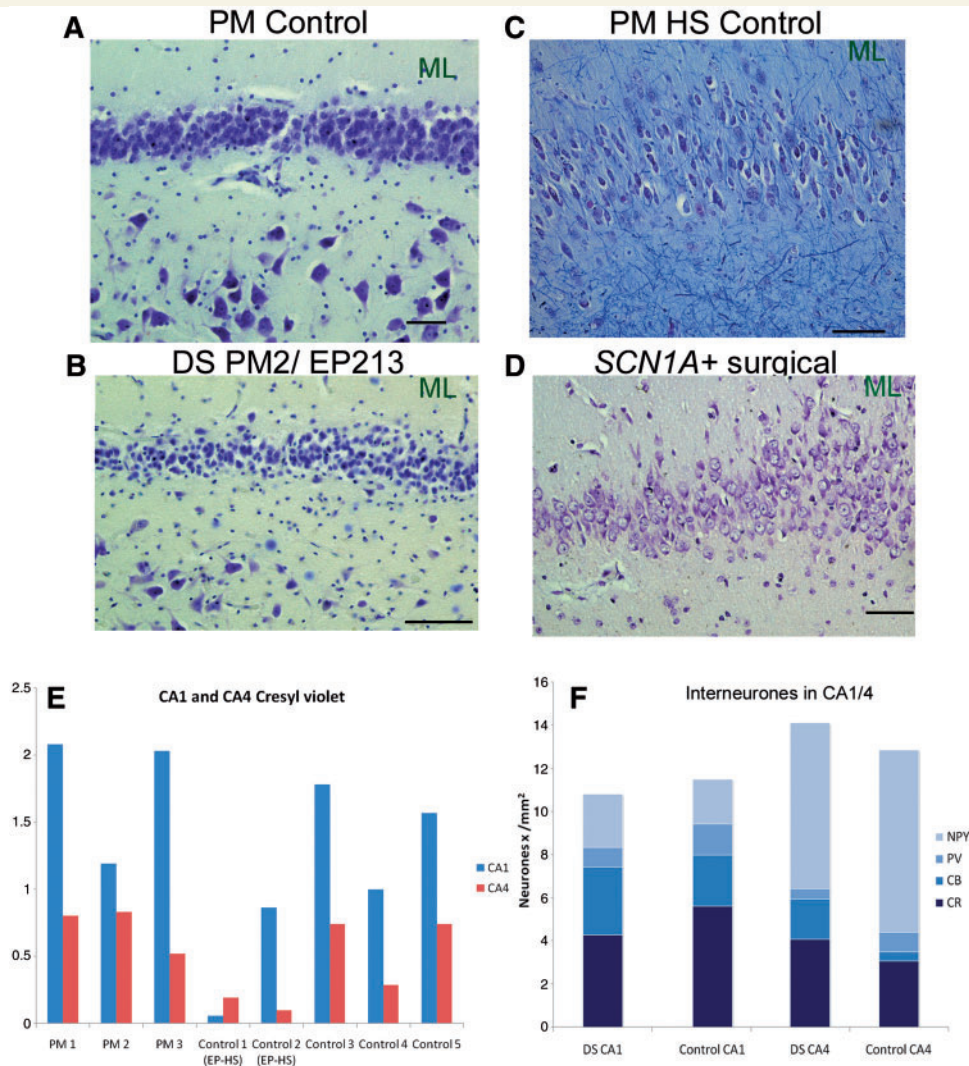 A PM Control
ML
C PM HS Control
ML
B DS PM2/ EP213
ML
D SCN1A+ surgical
ML
E
CA1 and CA4 Cresyl violet
2.5
2
1.5
1
0.5
0
PM 1 PM 2 PM 3 Control 1 Control 2 Control 3 Control 4 Control 5
(EP-HS) (EP-HS)
CA1
CA4
F
Interneurones in CA1/4
Neurones x /mm²
16
14
12
10
8
6
4
2
0
DS CA1 Control CA1 DS CA4 Control CA4
NPY
PV
CB
CR